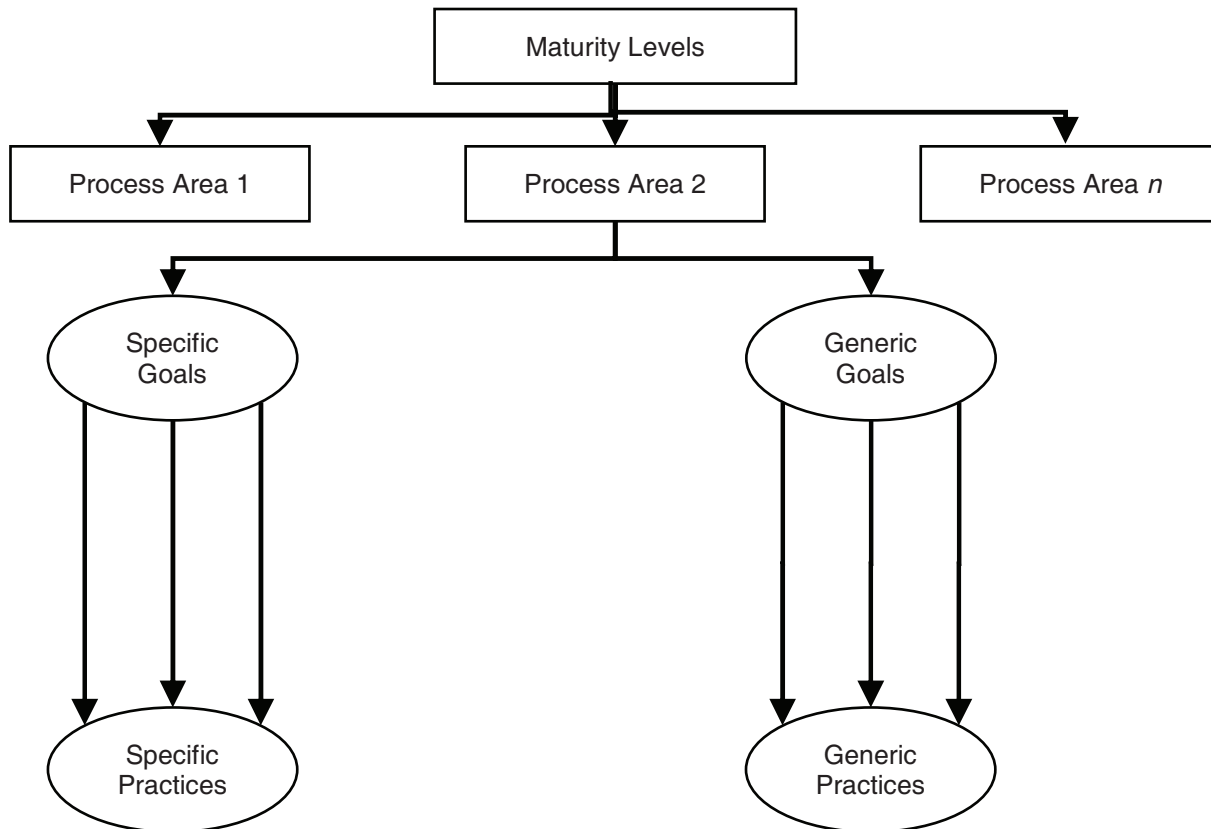 Maturity Levels
Process Area 1
Process Area 2
Process Area n
Specific
Goals
Generic
Goals
Specific
Practices
Generic
Practices